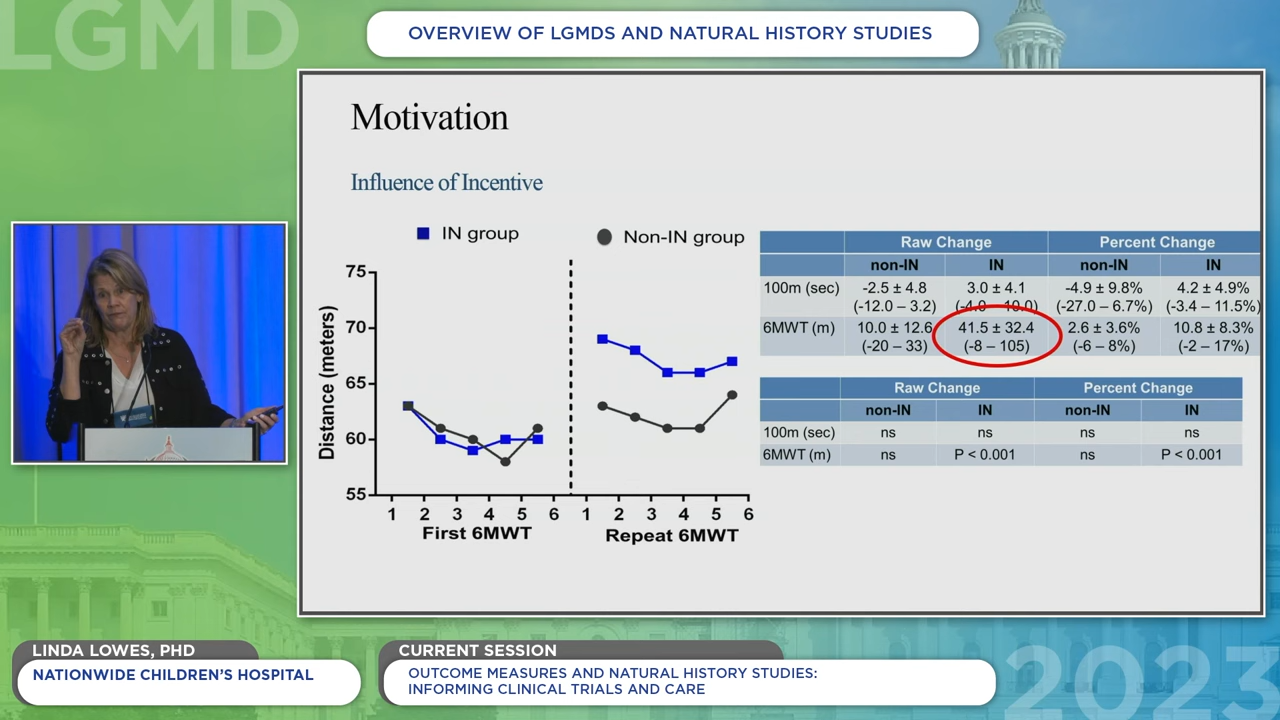 LGMD
OVERVIEW OF LGMDS AND NATURAL HISTORY STUDIES
Motivation
Influence of Incentive
IN group
Non-IN group
Distance (meters)
75
70
65
60
55
1 2 3 4 5 6 1 2 3 4 5 6
First 6MWT
Repeat 6MWT
Raw Change Percent Change
non-IN IN non-IN IN
100m (sec) -2.5 ± 4.8 3.0 ± 4.1 -4.9 ± 9.8% 4.2 ± 4.9%
(-12.0 – 3.2) (-4.0 – 10.0) (-27.0 – 6.7%) (-3.4 – 11.5%)
6MWT (m) 10.0 ± 12.6 41.5 ± 32.4 2.6 ± 3.6% 10.8 ± 8.3%
(-20 – 33) (-8 – 105) (-6 – 8%) (-2 – 17%)
Raw Change Percent Change
non-IN IN non-IN IN
100m (sec) ns ns ns ns
6MWT (m) ns P < 0.001 ns P < 0.001
LINDA LOWES, PHD
NATIONWIDE CHILDREN'S HOSPITAL
CURRENT SESSION
OUTCOME MEASURES AND NATURAL HISTORY STUDIES:
INFORMING CLINICAL TRIALS AND CARE
2023